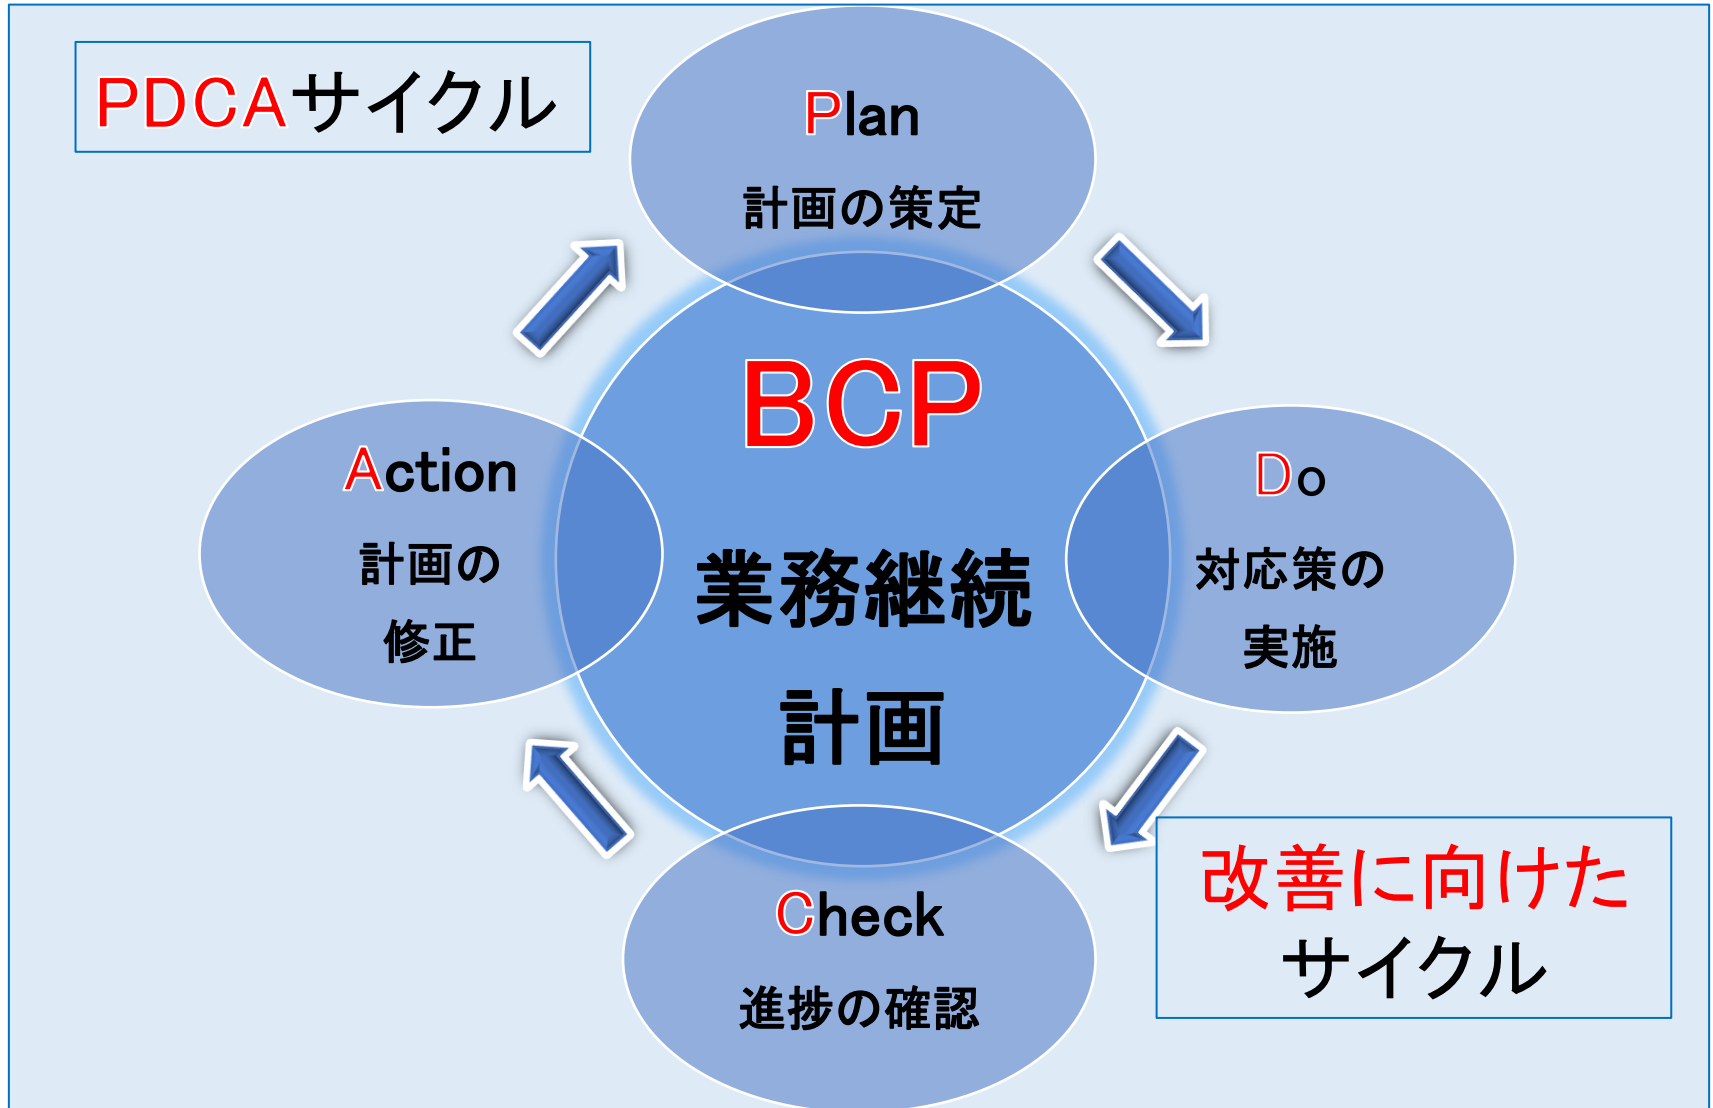 PDCAサイクル
Plan
計画の策定
BCP
業務継続
計画
Action
計画の
修正
Do
対応策の
実施
Check
進捗の確認
改善に向けた
サイクル